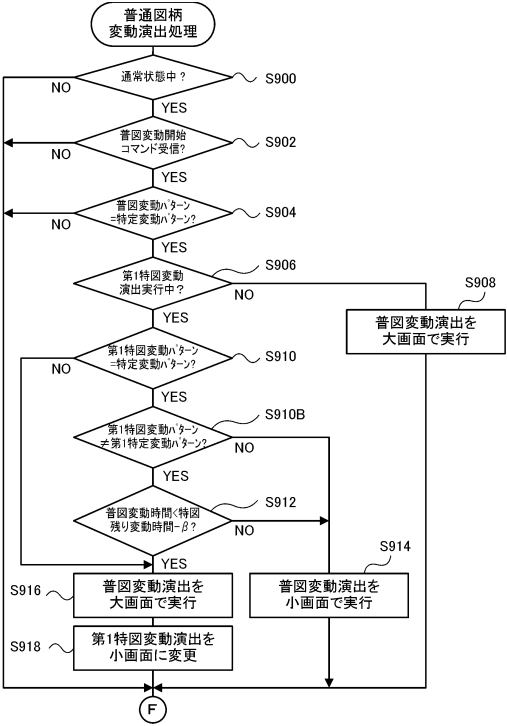 普通図柄
変動演出処理
通常状態中？
S900
NO
YES
普図変動開始
コマンド受信?
S902
NO
YES
普図変動ﾊﾟﾀｰﾝ
=特定変動ﾊﾟﾀｰﾝ?
S904
NO
YES
第1特図変動
演出実行中？
S906
NO
YES
S908
普図変動演出を
大画面で実行
第1特図変動ﾊﾟﾀｰﾝ
=特定変動ﾊﾟﾀｰﾝ?
S910
NO
YES
第1特図変動ﾊﾟﾀｰﾝ
≠第1特定変動ﾊﾟﾀｰﾝ?
S910B
NO
YES
普図変動時間<特図
残り変動時間-β？
S912
NO
YES
S916
普図変動演出を
大画面で実行
S914
普図変動演出を
小画面で実行
S918
第1特図変動演出を
小画面に変更
F